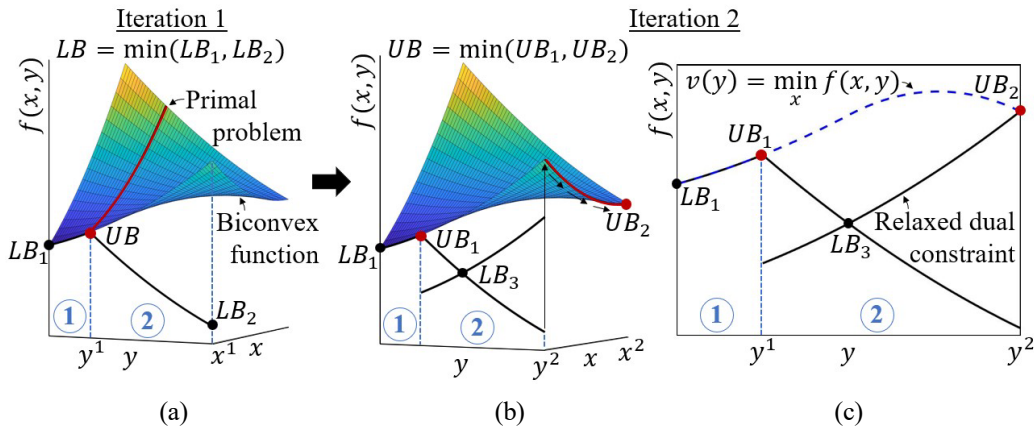 Iteration 1
LB = min(LB₁, LB₂)
f(x, y)
Primal
problem
Biconvex
function
LB₁
UB
LB₂
1
2
y¹
y
x¹
x
(a)
Iteration 2
UB = min(UB₁, UB₂)
f(x, y)
LB₁
UB₁
UB₂
LB₃
1
2
y
y²
x
x²
(b)
f(x, y)
v(y) = min f(x, y)
x
UB₂
UB₁
LB₁
Relaxed dual
constraint
LB₃
1
2
y¹
y
y²
(c)